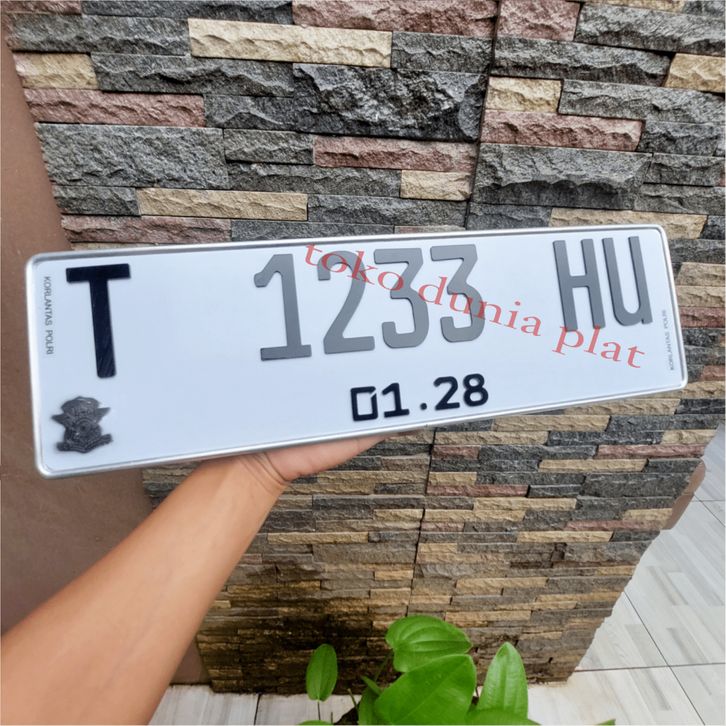 T 1233 HU
01.28
KORLANTAS POLRI
KORLANTAS POLRI
toko dunia plat